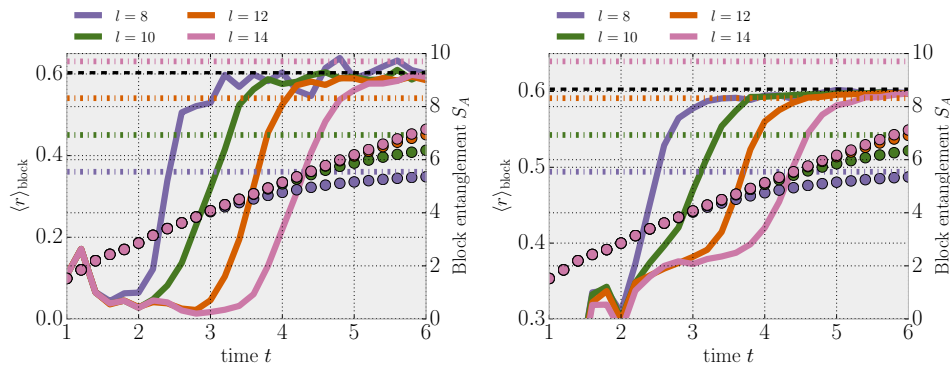 l = 8
l = 12
l = 10
l = 14
0.6
0.4
0.2
0.0
⟨r⟩block
10
8
6
4
2
0
Block entanglement S_A
1 2 3 4 5 6
time t
l = 8
l = 12
l = 10
l = 14
0.6
0.5
0.4
0.3
⟨r⟩block
10
8
6
4
2
0
Block entanglement S_A
1 2 3 4 5 6
time t